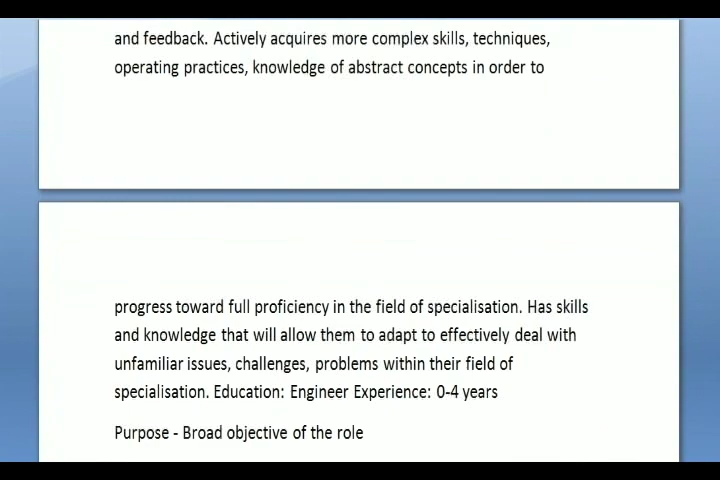 and feedback. Actively acquires more complex skills, techniques,
operating practices, knowledge of abstract concepts in order to
progress toward full proficiency in the field of specialisation. Has skills
and knowledge that will allow them to adapt to effectively deal with
unfamiliar issues, challenges, problems within their field of
specialisation. Education: Engineer Experience: 0-4 years
Purpose - Broad objective of the role